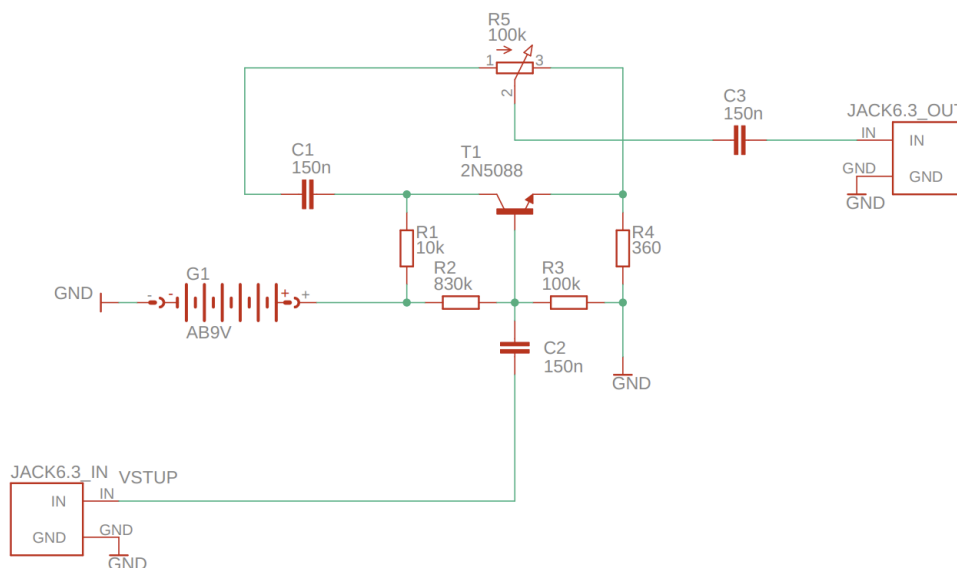 R5
100k
1
3
2
C3
150n
JACK6.3_OUT
IN
IN
GND
GND
GND
C1
150n
T1
2N5088
R1
10k
R4
360
R2
830k
R3
100k
GND
G1
-
-
+
+
AB9V
C2
150n
GND
JACK6.3_IN
VSTUP
IN
IN
GND
GND
GND